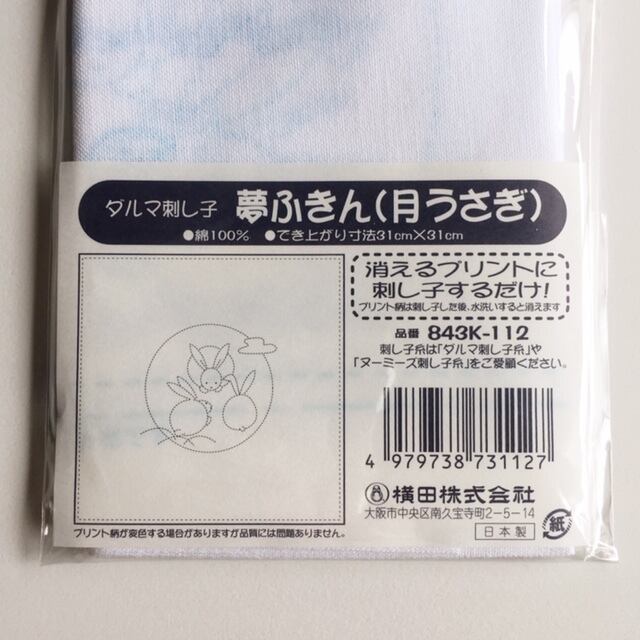 ダルマ刺し子 夢ふきん(月うさぎ)
●綿100% ●でき上がり寸法31cm×31cm
消えるプリントに
刺し子するだけ!
プリント柄は刺し子した後、水洗いすると消えます
品番 843K-112
刺し子糸は「ダルマ刺し子糸」や
「ヌーミーズ刺し子糸」をご愛顧ください。
4 979738 731127
横田株式会社
大阪市中央区南久宝寺町2-5-14
日本製
紙
プリント柄が変色する場合がありますが品質には問題ありません。